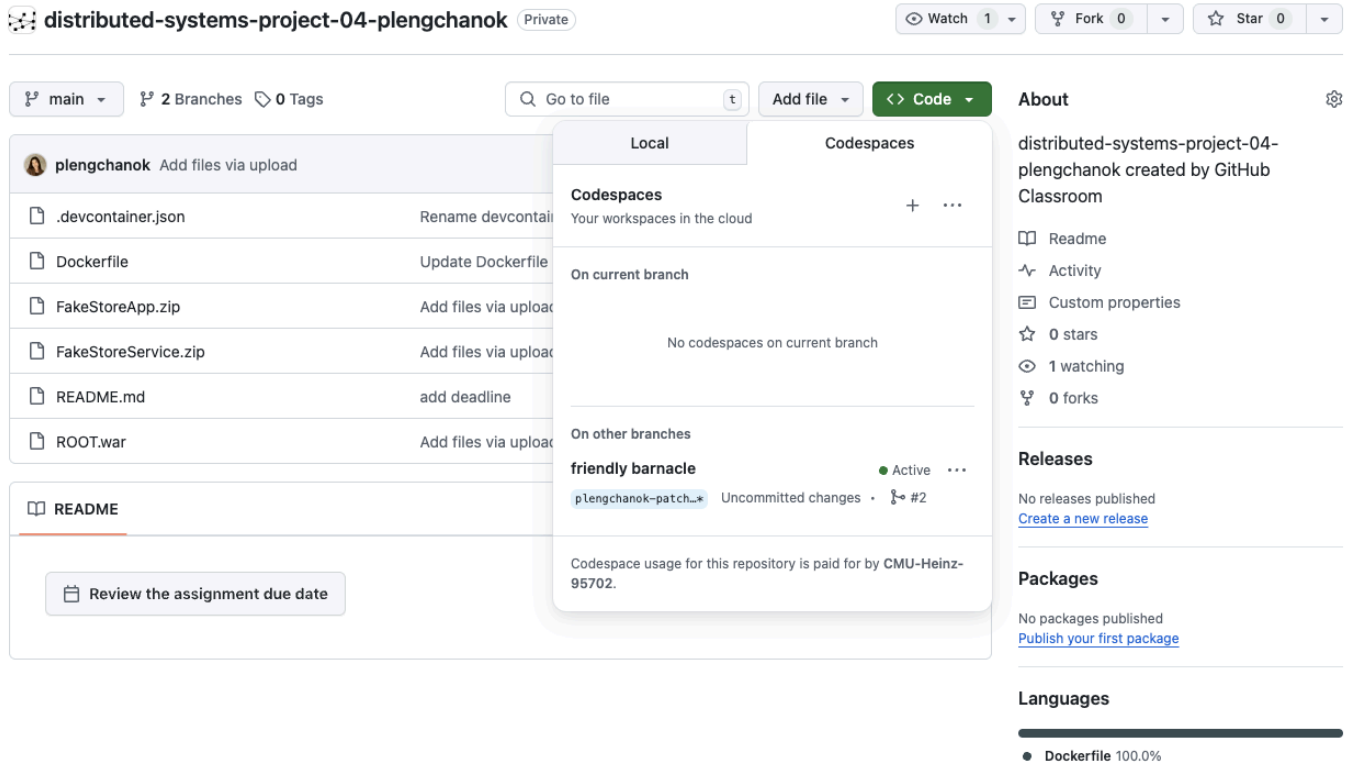 distributed-systems-project-04-plengchanok Private
Watch 1 Fork 0 Star 0
main 2 Branches 0 Tags
Go to file t Add file <> Code
plengchanok Add files via upload
.devcontainer.json Rename devcontai
Dockerfile Update Dockerfile
FakeStoreApp.zip Add files via upload
FakeStoreService.zip Add files via upload
README.md add deadline
ROOT.war Add files via upload
README
Review the assignment due date
Local Codespaces
Codespaces
Your workspaces in the cloud
On current branch
No codespaces on current branch
On other branches
friendly barnacle Active
plengchanok-patch…* Uncommitted changes · #2
Codespace usage for this repository is paid for by CMU-Heinz-
95702.
About
distributed-systems-project-04-
plengchanok created by GitHub
Classroom
Readme
Activity
Custom properties
0 stars
1 watching
0 forks
Releases
No releases published
Create a new release
Packages
No packages published
Publish your first package
Languages
Dockerfile 100.0%